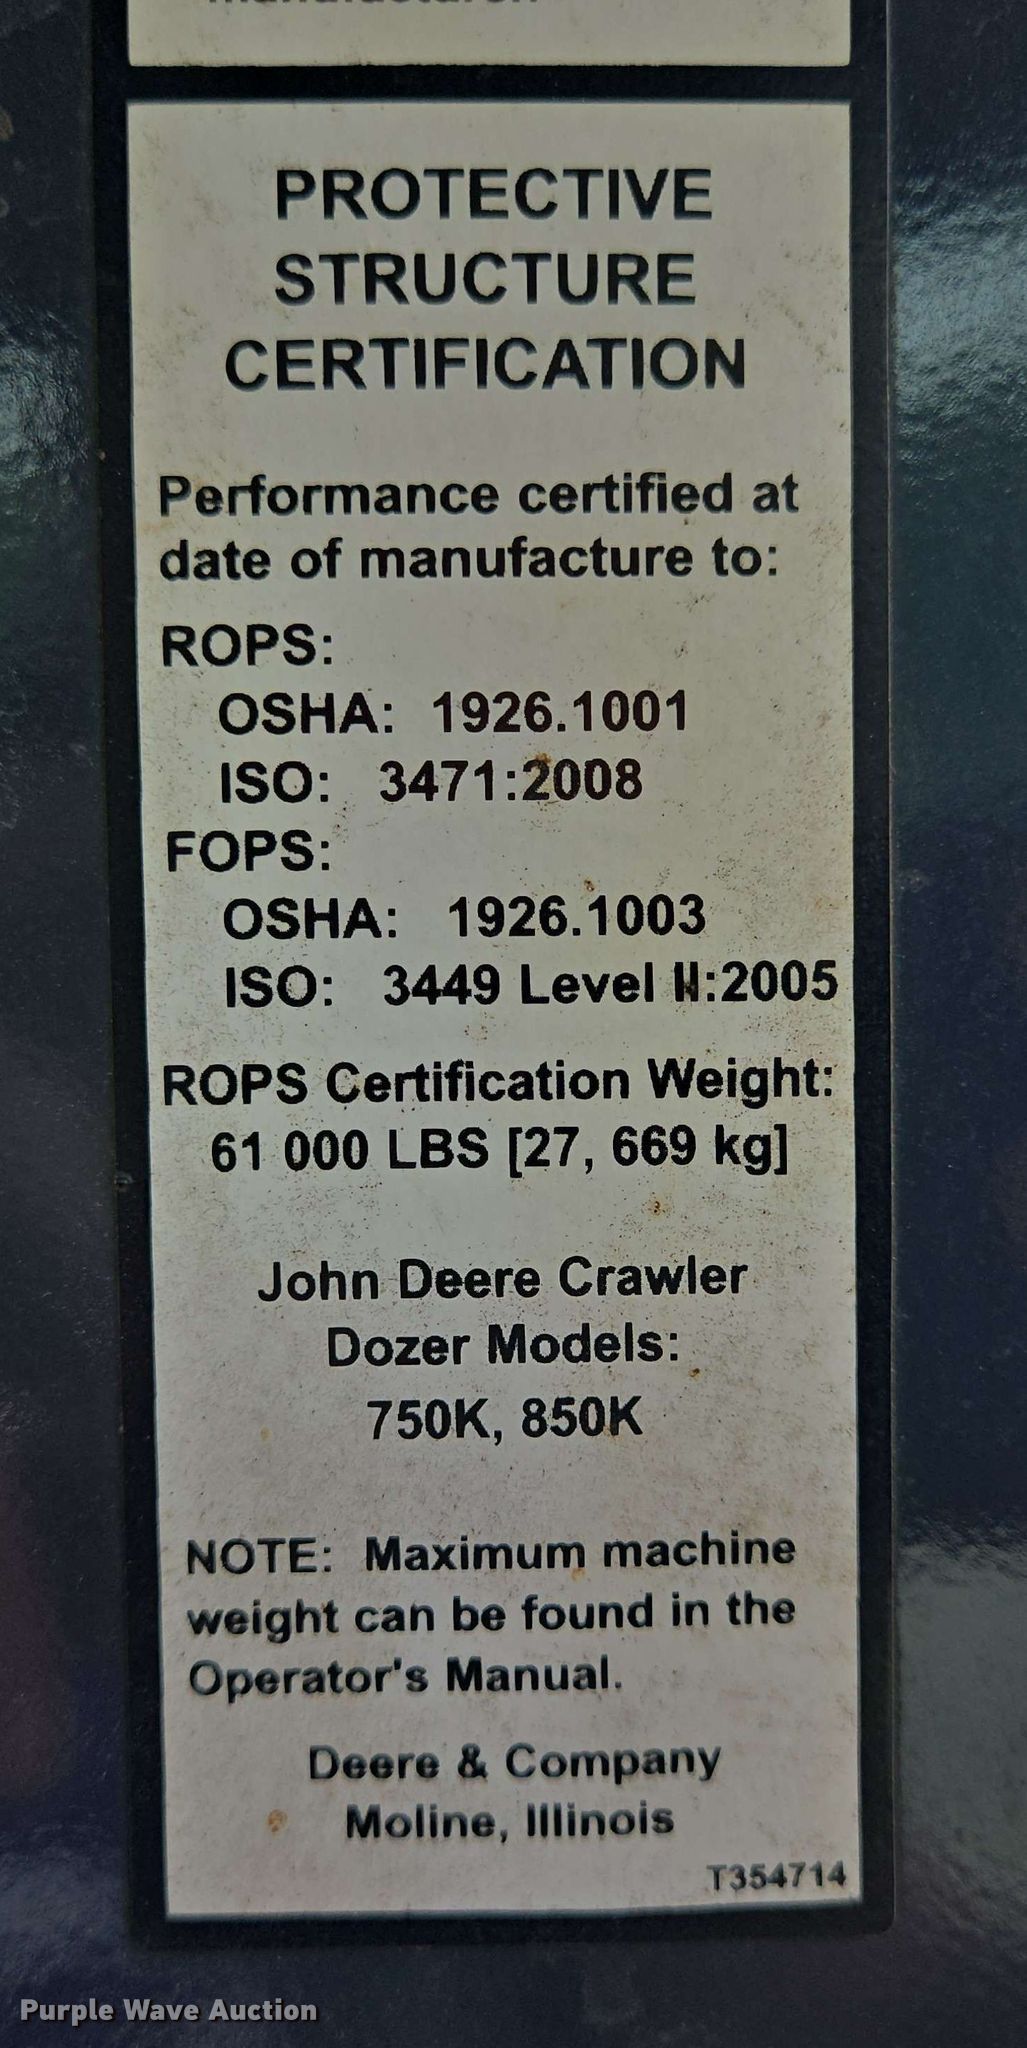 PROTECTIVE
STRUCTURE
CERTIFICATION
Performance certified at
date of manufacture to:
ROPS:
OSHA: 1926.1001
ISO: 3471:2008
FOPS:
OSHA: 1926.1003
ISO: 3449 Level II:2005
ROPS Certification Weight:
61 000 LBS [27, 669 kg]
John Deere Crawler
Dozer Models:
750K, 850K
NOTE: Maximum machine
weight can be found in the
Operator's Manual.
Deere & Company
Moline, Illinois
T354714
Purple Wave Auction